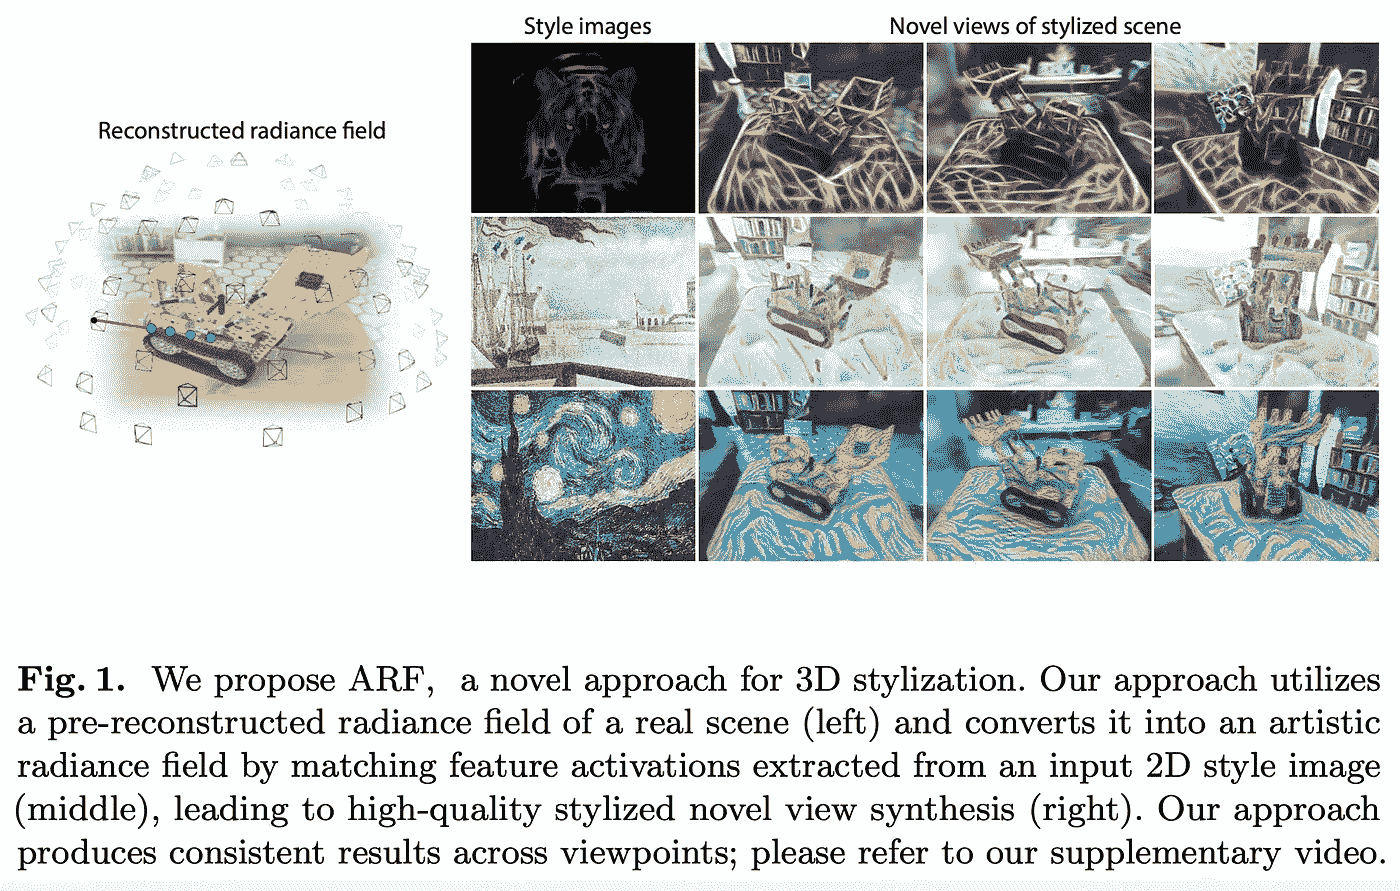 Style images
Novel views of stylized scene
Reconstructed radiance field
Fig. 1. We propose ARF, a novel approach for 3D stylization. Our approach utilizes
a pre-reconstructed radiance field of a real scene (left) and converts it into an artistic
radiance field by matching feature activations extracted from an input 2D style image
(middle), leading to high-quality stylized novel view synthesis (right). Our approach
produces consistent results across viewpoints; please refer to our supplementary video.